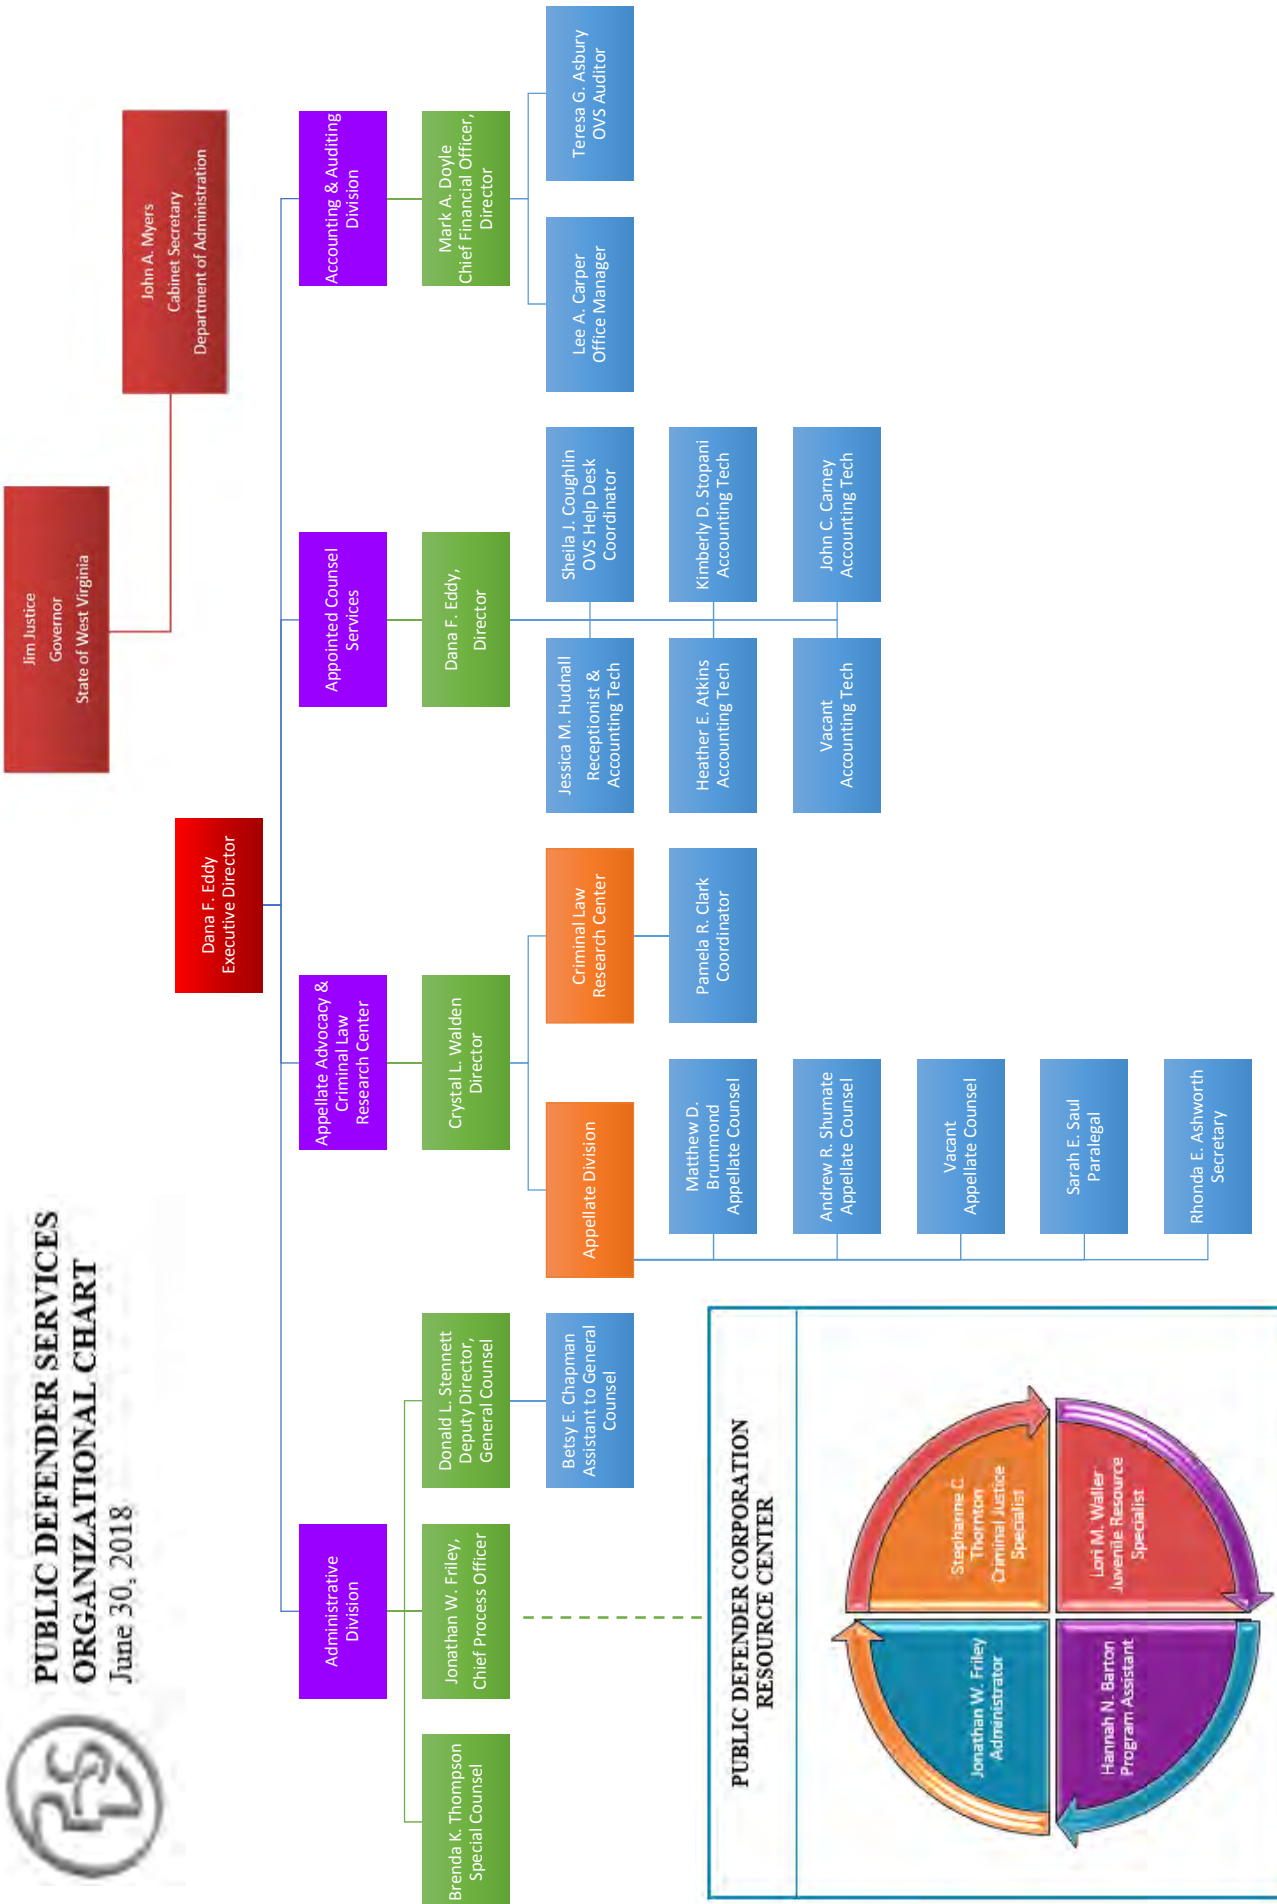 PUBLIC DEFENDER SERVICES
ORGANIZATIONAL CHART
June 30, 2018
Jim Justice
Governor
State of West Virginia
John A. Myers
Cabinet Secretary
Department of Administration
Dana F. Eddy
Executive Director
Administrative
Division
Appellate Advocacy &
Criminal Law
Research Center
Appointed Counsel
Services
Accounting & Auditing
Division
Brenda K. Thompson
Special Counsel
Jonathan W. Friley,
Chief Process Officer
Donald L. Stennett
Deputy Director,
General Counsel
Crystal L. Walden
Director
Dana F. Eddy,
Director
Mark A. Doyle
Chief Financial Officer,
Director
Betsy E. Chapman
Assistant to General
Counsel
Appellate Division
Criminal Law
Research Center
Jessica M. Hudnall
Receptionist &
Accounting Tech
Sheila J. Coughlin
OVS Help Desk
Coordinator
Lee A. Carper
Office Manager
Teresa G. Asbury
OVS Auditor
Matthew D.
Brummond
Appellate Counsel
Pamela R. Clark
Coordinator
Heather E. Atkins
Accounting Tech
Kimberly D. Stopani
Accounting Tech
Andrew R. Shumate
Appellate Counsel
Vacant
Accounting Tech
John C. Carney
Accounting Tech
Vacant
Appellate Counsel
Sarah E. Saul
Paralegal
Rhonda E. Ashworth
Secretary
PUBLIC DEFENDER CORPORATION
RESOURCE CENTER
Jonathan W. Friley
Administrator
Stephanne C.
Thornton
Criminal Justice
Specialist
Hannah N. Barton
Program Assistant
Lori M. Waller
Juvenile Resource
Specialist